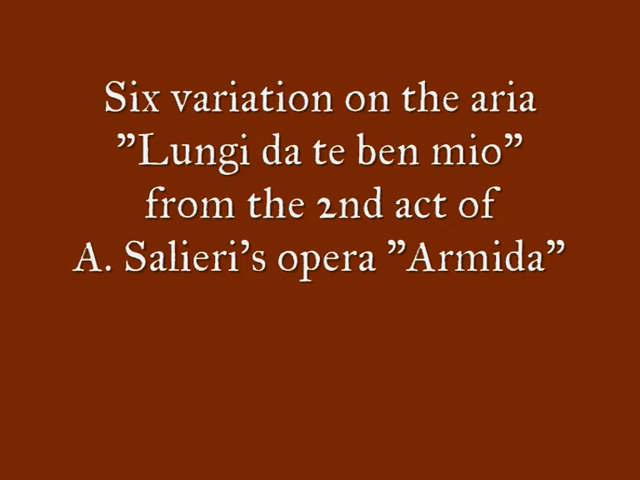 Six variation on the aria
”Lungi da te ben mio”
from the 2nd act of
A. Salieri’s opera ”Armida”